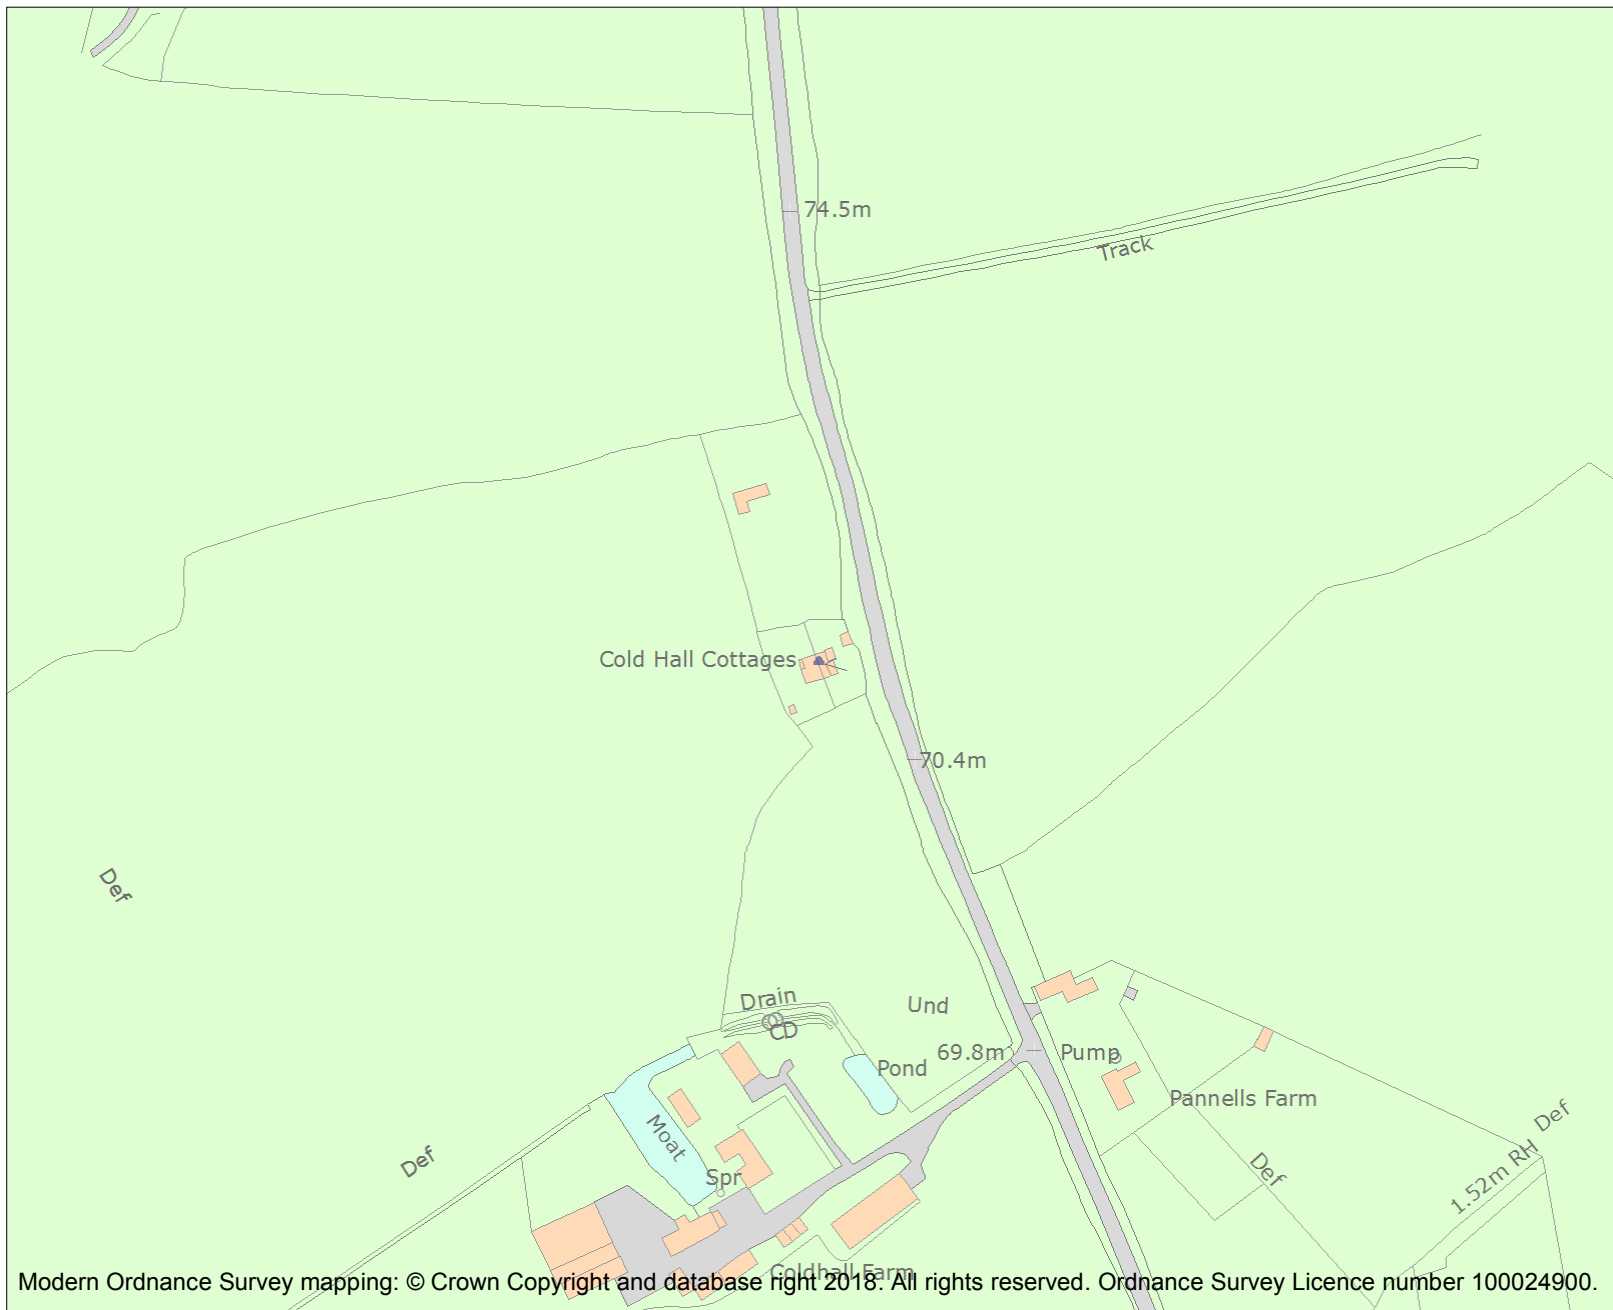 74.5m
Track
Cold Hall Cottages
70.4m
Def
Drain
CD
Und
69.8m
Pump
Pond
Pannells Farm
Moat
Def
Def
Def
1.52m RH
Spr
Coldhall Farm
Modern Ordnance Survey mapping: © Crown Copyright and database right 2018. All rights reserved. Ordnance Survey Licence number 100024900.